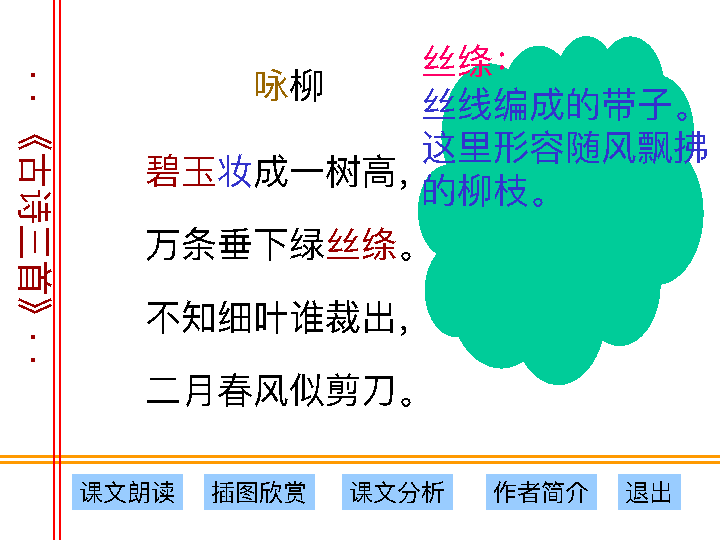 ：《古诗三首》：
咏柳
碧玉妆成一树高，
万条垂下绿丝绦。
不知细叶谁裁出，
二月春风似剪刀。
丝绦：
丝线编成的带子。
这里形容随风飘拂
的柳枝。
课文朗读
插图欣赏
课文分析
作者简介
退出